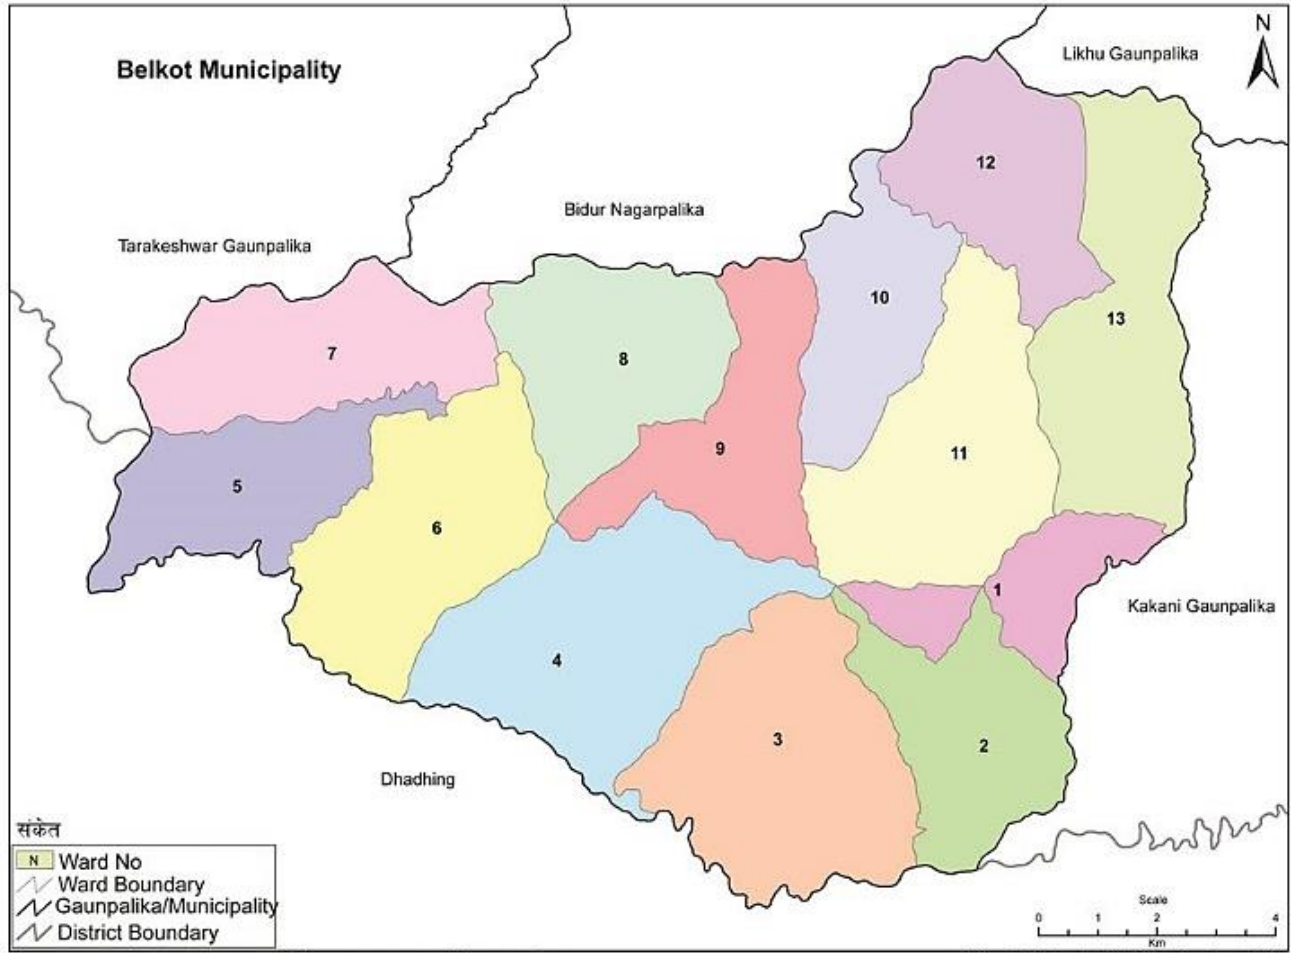 Belkot Municipality
N
Likhu Gaunpalika
12
Bidur Nagarpalika
Tarakeshwar Gaunpalika
10
13
7
8
9
11
5
6
1
Kakani Gaunpalika
4
3
2
Dhadhing
संकेत
N Ward No
Ward Boundary
Gaunpalika/Municipality
District Boundary
Scale
0 1 2 4
Km